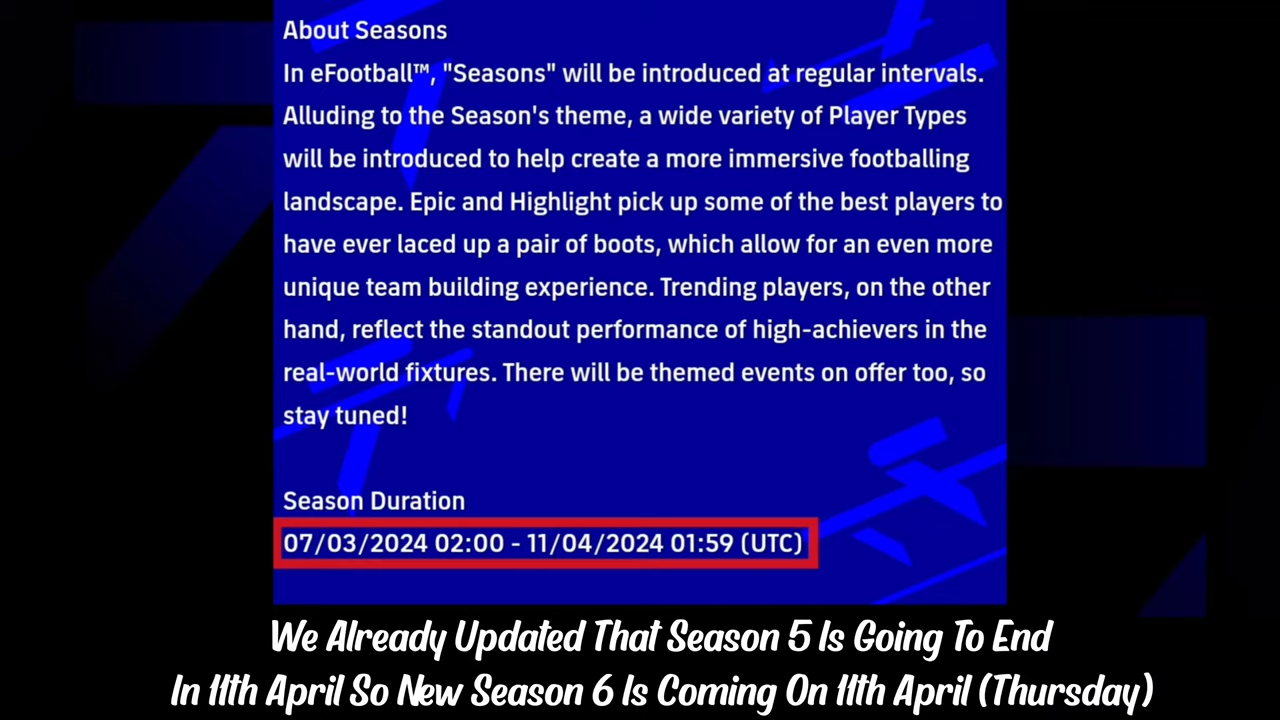 About Seasons
In eFootball™, "Seasons" will be introduced at regular intervals.
Alluding to the Season's theme, a wide variety of Player Types
will be introduced to help create a more immersive footballing
landscape. Epic and Highlight pick up some of the best players to
have ever laced up a pair of boots, which allow for an even more
unique team building experience. Trending players, on the other
hand, reflect the standout performance of high-achievers in the
real-world fixtures. There will be themed events on offer too, so
stay tuned!
Season Duration
07/03/2024 02:00 - 11/04/2024 01:59 (UTC)
We Already Updated That Season 5 Is Going To End
In 11th April So New Season 6 Is Coming On 11th April (Thursday)